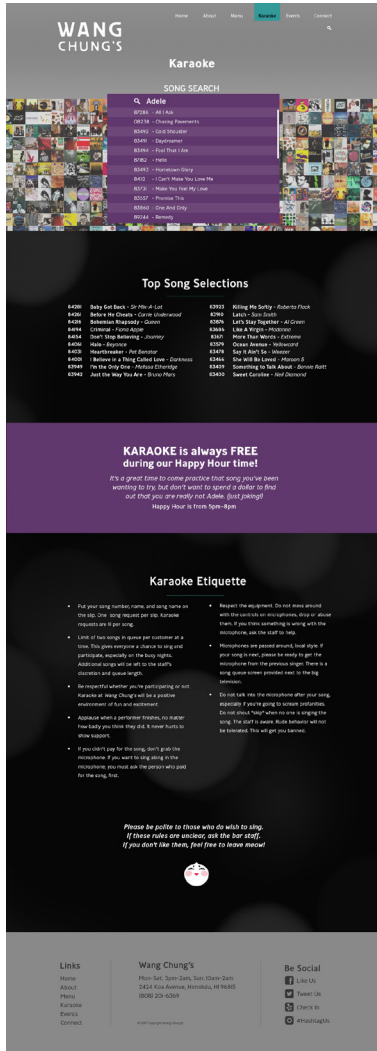 WANG
CHUNG'S
Home About Menu Karaoke Events Connect
Karaoke
SONG SEARCH
Adele
87286 - All I Ask
08238 - Chasing Pavements
83492 - Cold Shoulder
83491 - Daydreamer
83494 - Fool That I Am
87182 - Hello
83493 - Hometown Glory
8412 - I Can't Make You Love Me
83731 - Make You Feel My Love
83557 - Promise This
83860 - One And Only
89244 - Remedy
Top Song Selections
84281 Baby Got Back - Sir Mix-A-Lot
84261 Before He Cheats - Carrie Underwood
84216 Bohemian Rhapsody - Queen
84194 Criminal - Fiona Apple
84154 Don't Stop Believing - Journey
84061 Halo - Beyonce
84031 Heartbreaker - Pat Benatar
84001 I Believe in a Thing Called Love - Darkness
83949 I'm the Only One - Melissa Etheridge
83942 Just the Way You Are - Bruno Mars
83923 Killing Me Softly - Roberta Flack
82910 Latch - Sam Smith
83876 Let's Stay Together - Al Green
83686 Like A Virgin - Madonna
83671 More Than Words - Extreme
83579 Ocean Avenue - Yellowcard
83478 Say It Ain't So - Weezer
83466 She Will Be Loved - Maroon 5
83409 Something to Talk About - Bonnie Raitt
83400 Sweet Caroline - Neil Diamond
KARAOKE is always FREE
during our Happy Hour time!
It's a great time to come practice that song you've been
wanting to try, but don't want to spend a dollar to find
out that you are really not Adele. (just joking!)
Happy Hour is from 5pm-8pm
Karaoke Etiquette
• Put your song number, name, and song name on
the slip. One song request per slip. Karaoke
requests are $1 per song.
• Limit of two songs in queue per customer at a
time. This gives everyone a chance to sing and
participate, especially on the busy nights.
Additional songs will be left to the staff's
discretion and queue length.
• Be respectful whether you're participating or not.
Karaoke at Wang Chung's will be a positive
environment of fun and excitement.
• Applause when a performer finishes, no matter
how badly you think they did. It never hurts to
show support.
• If you didn't pay for the song, don't grab the
microphone. If you want to sing along in the
microphone, you must ask the person who paid
for the song, first.
• Respect the equipment. Do not mess around
with the controls on microphones, drop or abuse
them. If you think something is wrong with the
microphone, ask the staff to help.
• Microphones are passed around, local style. If
your song is next, please be ready to get the
microphone from the previous singer. There is a
song queue screen provided next to the big
television.
• Do not talk into the microphone after your song,
especially if you're going to scream profanities.
Do not shout "skip" when no one is singing the
song. The staff is aware. Rude behavior will not
be tolerated. This will get you banned.
Please be polite to those who do wish to sing.
If these rules are unclear, ask the bar staff.
If you don't like them, feel free to leave meow!
Links
Home
About
Menu
Karaoke
Events
Connect
Wang Chung's
Mon-Sat: 5pm-2am, Sun: 10am-2am
2424 Koa Avenue, Honolulu, HI 96815
(808) 201-6369
Be Social
Like Us
Tweet Us
Check In
#HashtagUs